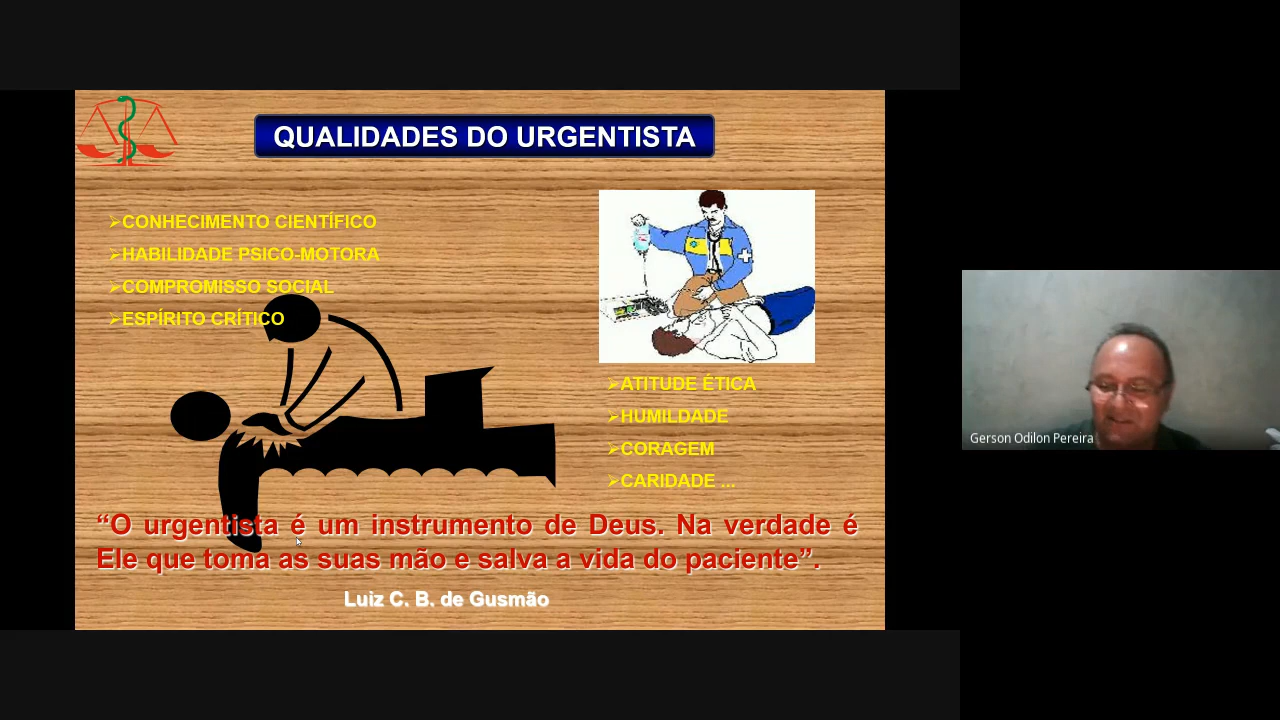 QUALIDADES DO URGENTISTA
➢CONHECIMENTO CIENTÍFICO
➢HABILIDADE PSICO-MOTORA
➢COMPROMISSO SOCIAL
➢ESPÍRITO CRÍTICO
➢ATITUDE ÉTICA
➢HUMILDADE
➢CORAGEM
➢CARIDADE ...
“O urgentista é um instrumento de Deus. Na verdade é
Ele que toma as suas mão e salva a vida do paciente”.
Luiz C. B. de Gusmão
Gerson Odilon Pereira